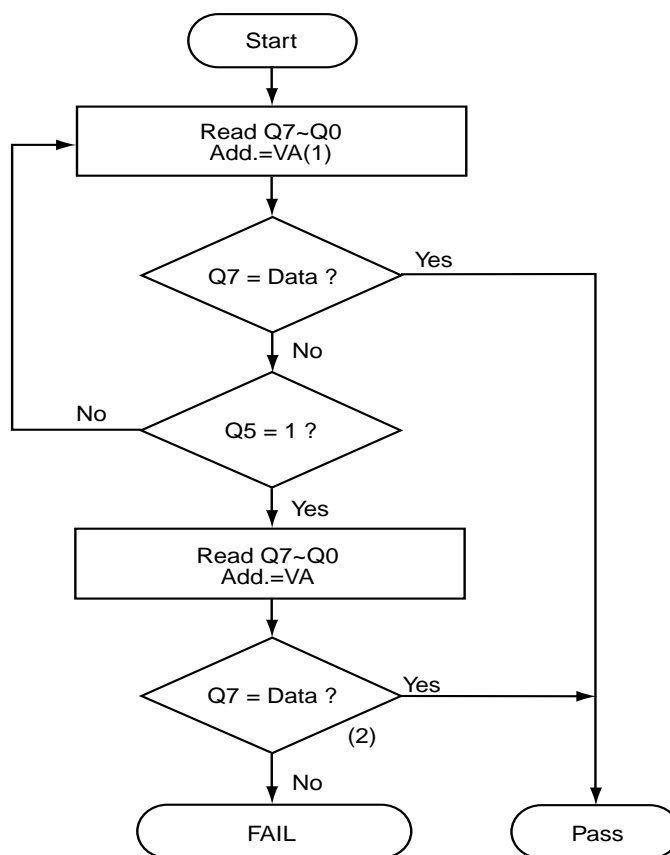 Start
Read Q7~Q0
Add.=VA(1)
Q7 = Data ?
Yes
No
No
Q5 = 1 ?
Yes
Read Q7~Q0
Add.=VA
Q7 = Data ?
Yes
(2)
No
FAIL
Pass